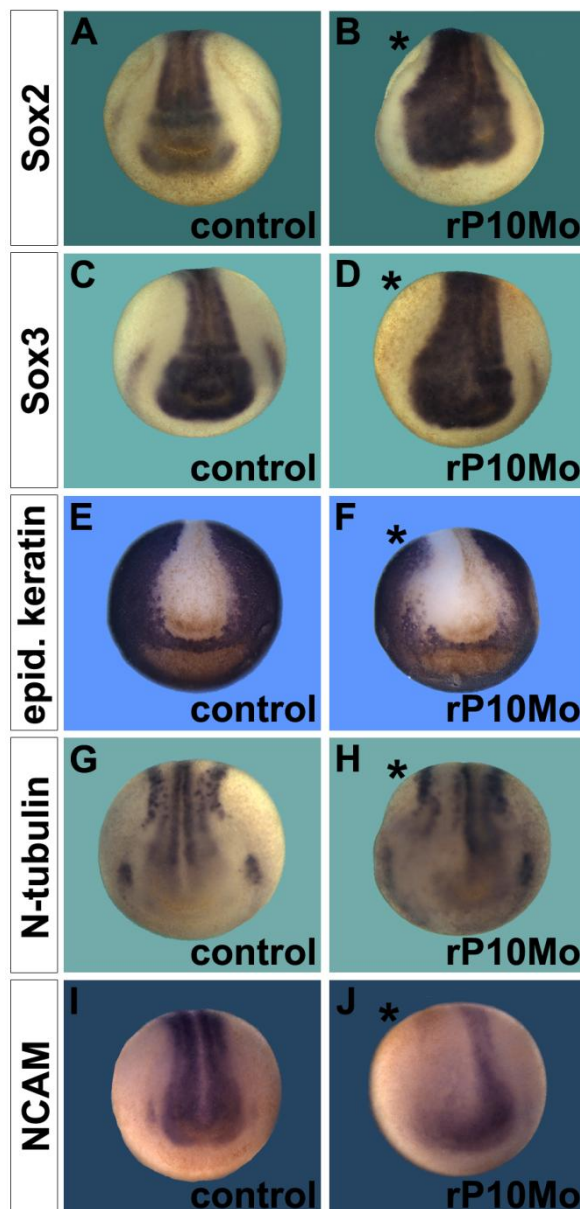 Sox2
A
control
B
*
rP10Mo
Sox3
C
control
D
*
rP10Mo
epid. keratin
E
control
F
*
rP10Mo
N-tubulin
G
control
H
*
rP10Mo
NCAM
I
control
J
*
rP10Mo